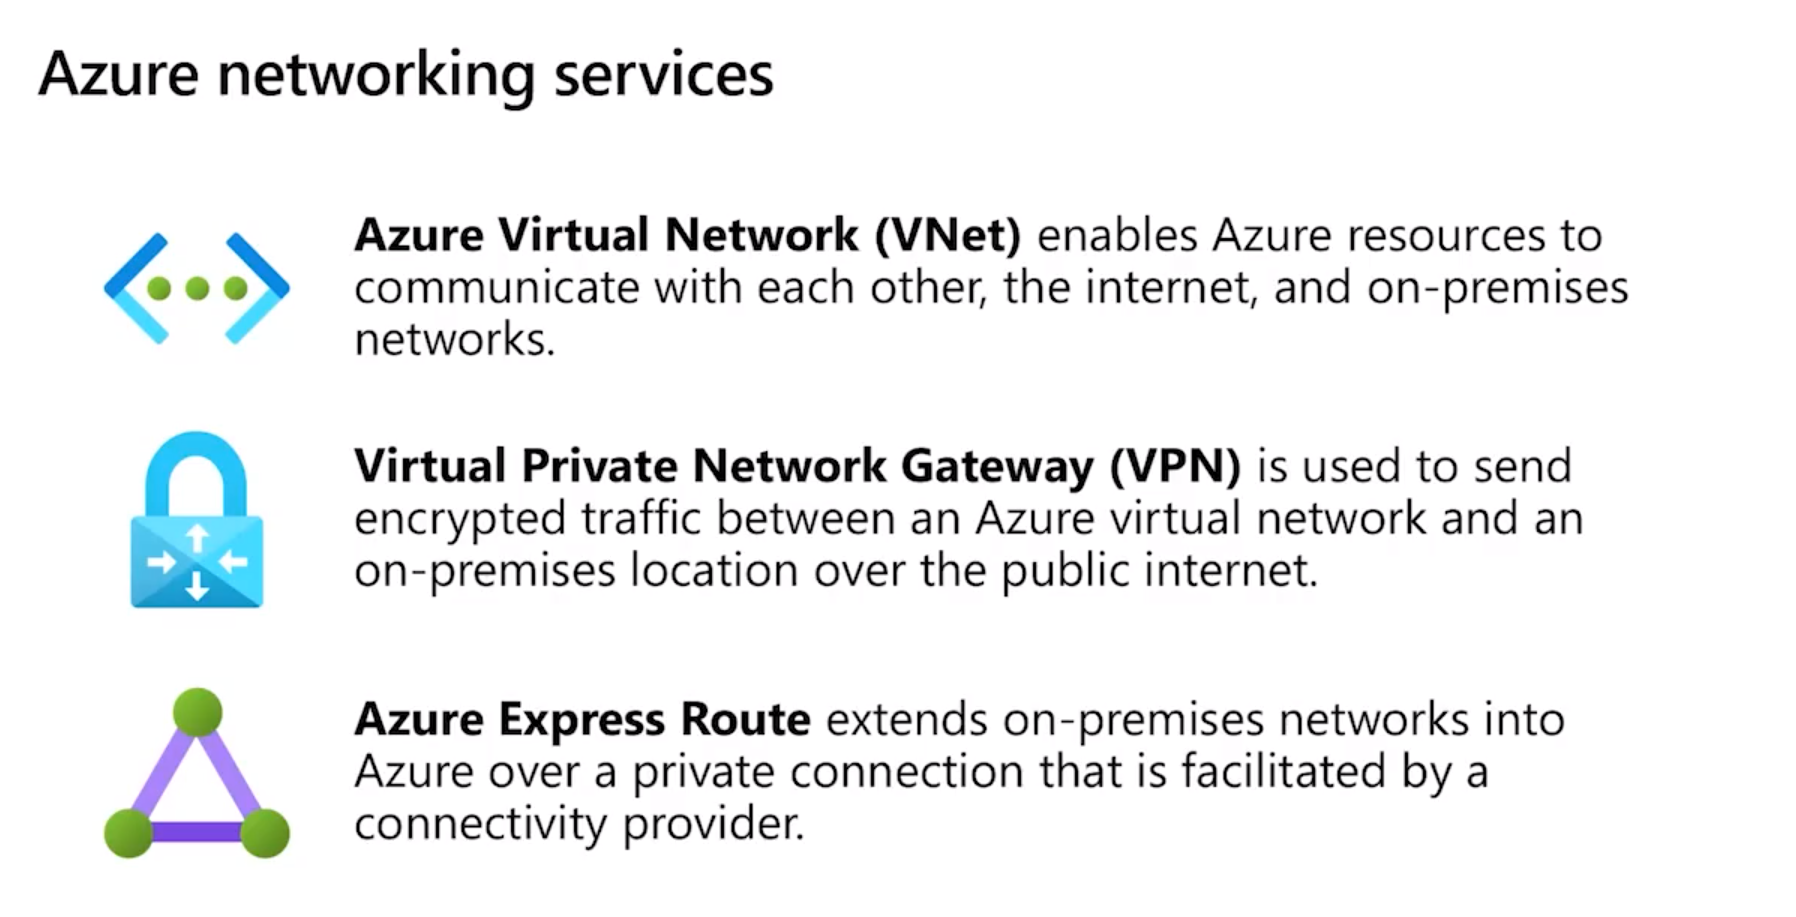 Azure networking services
Azure Virtual Network (VNet) enables Azure resources to
communicate with each other, the internet, and on-premises
networks.
Virtual Private Network Gateway (VPN) is used to send
encrypted traffic between an Azure virtual network and an
on-premises location over the public internet.
Azure Express Route extends on-premises networks into
Azure over a private connection that is facilitated by a
connectivity provider.